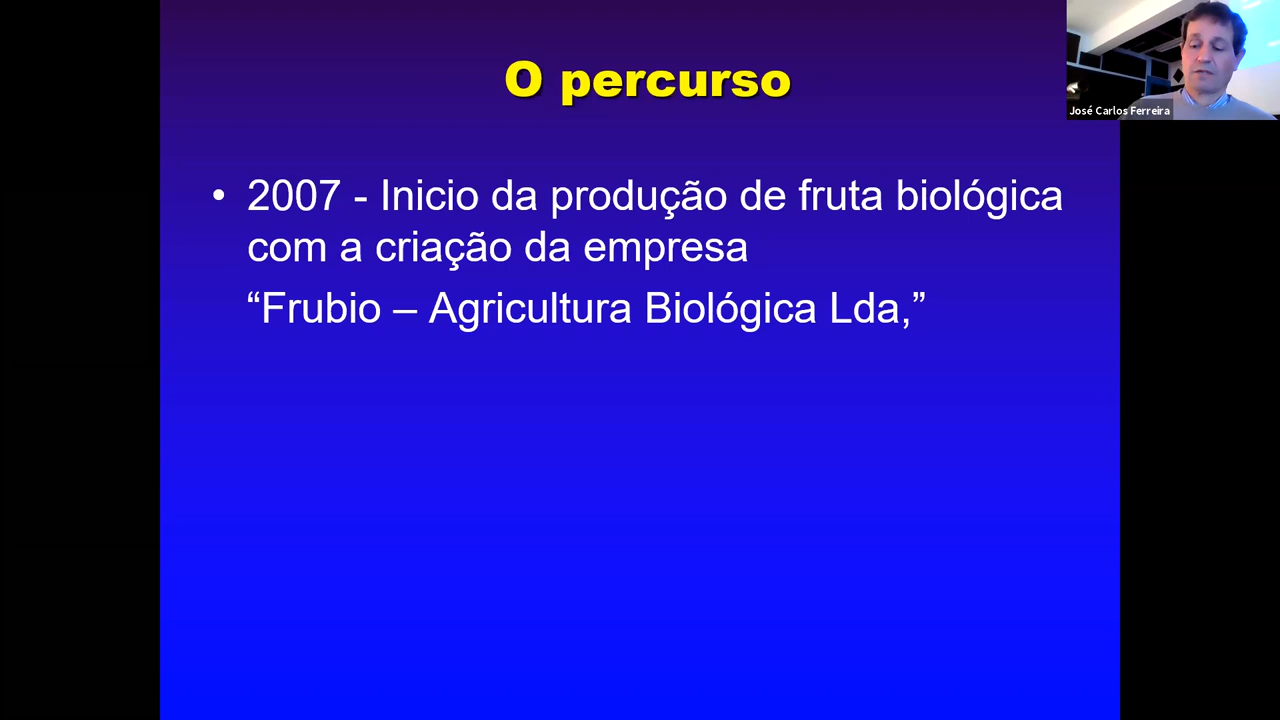 O percurso
José Carlos Ferreira
• 2007 - Inicio da produção de fruta biológica
com a criação da empresa
“Frubio – Agricultura Biológica Lda,”